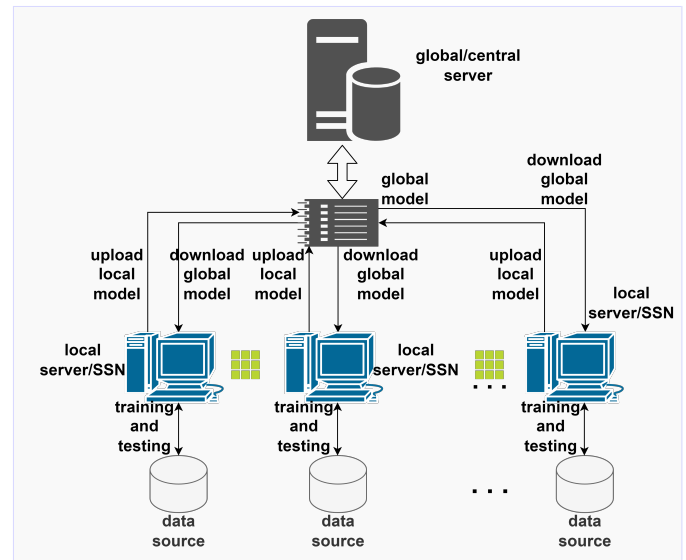 global/central
server
download
global
model
global
model
upload
local
model
download
global
model
upload
local
model
download
global
model
upload
local
model
local
server/SSN
local
server/SSN
local
server/SSN
. . .
training
and
testing
training
and
testing
training
and
testing
. . .
data
source
data
source
data
source